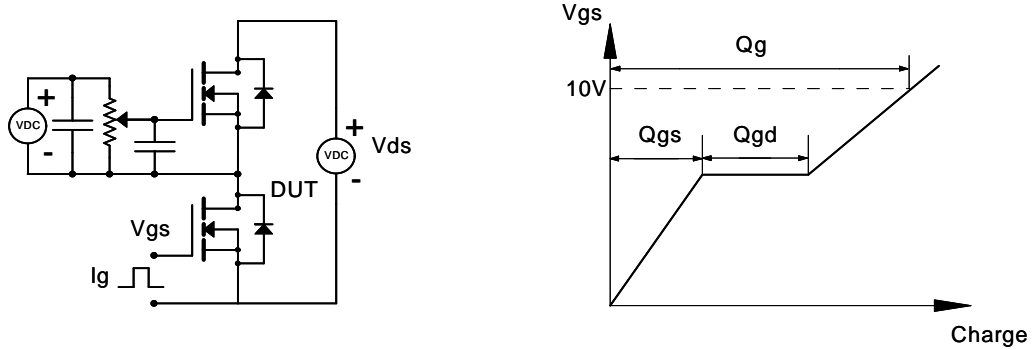 +
VDC
-
+
VDC
-
Vds
DUT
Vgs
Ig
Vgs
Qg
10V
Qgs
Qgd
Charge